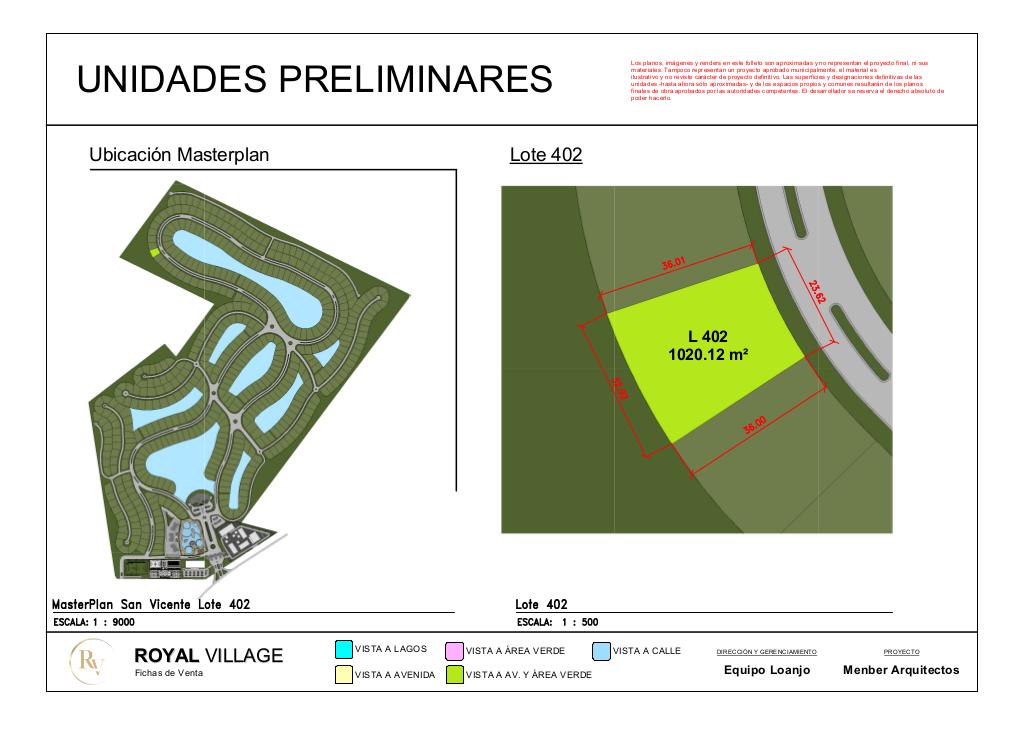 UNIDADES PRELIMINARES
Los planos, imágenes y renders en este folleto son aproximadas y no representan el proyecto final, ni sus
materiales. Tampoco representan un proyecto aprobado municipalmente, el material es
ilustrativo y no reviste carácter de proyecto definitivo. Las superficies y designaciones definitivas de las
unidades -hasta ahora sólo aproximadas- y de los espacios propios y comunes resultarán de los planos
finales de obra aprobados por las autoridades competentes. El desarrollador se reserva el derecho absoluto de
poder hacerlo.
Ubicación Masterplan
Lote 402
36.01
23.62
L 402
1020.12 m²
36.00
MasterPlan San Vicente Lote 402
ESCALA: 1 : 9000
Lote 402
ESCALA: 1 : 500
RV
ROYAL VILLAGE
Fichas de Venta
VISTA A LAGOS
VISTA A ÁREA VERDE
VISTA A CALLE
VISTA A AVENIDA
VISTA A AV. Y ÁREA VERDE
DIRECCIÓN Y GERENCIAMIENTO
Equipo Loanjo
PROYECTO
Menber Arquitectos